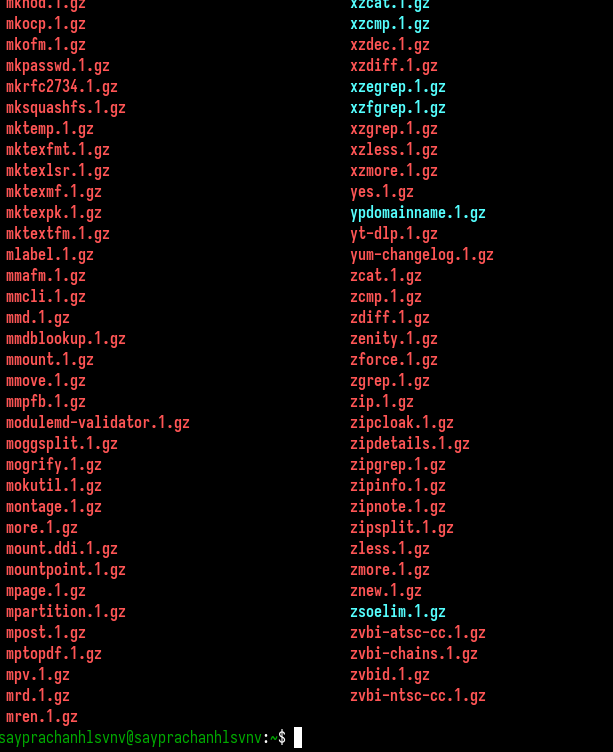 mknod.1.gz xzcat.1.gz
mkocp.1.gz xzcmp.1.gz
mkofm.1.gz xzdec.1.gz
mkpasswd.1.gz xzdiff.1.gz
mkrfc2734.1.gz xzegrep.1.gz
mksquashfs.1.gz xzfgrep.1.gz
mktemp.1.gz xzgrep.1.gz
mktexfmt.1.gz xzless.1.gz
mktexlsr.1.gz xzmore.1.gz
mktexmf.1.gz yes.1.gz
mktexpk.1.gz ypdomainname.1.gz
mktextfm.1.gz yt-dlp.1.gz
mlabel.1.gz yum-changelog.1.gz
mmafm.1.gz zcat.1.gz
mmcli.1.gz zcmp.1.gz
mmd.1.gz zdiff.1.gz
mmdblookup.1.gz zenity.1.gz
mmount.1.gz zforce.1.gz
mmove.1.gz zgrep.1.gz
mmpfb.1.gz zip.1.gz
modulemd-validator.1.gz zipcloak.1.gz
moggsplit.1.gz zipdetails.1.gz
mogrify.1.gz zipgrep.1.gz
mokutil.1.gz zipinfo.1.gz
montage.1.gz zipnote.1.gz
more.1.gz zipsplit.1.gz
mount.ddi.1.gz zless.1.gz
mountpoint.1.gz zmore.1.gz
mpage.1.gz znew.1.gz
mpartition.1.gz zsoelim.1.gz
mpost.1.gz zvbi-atsc-cc.1.gz
mptopdf.1.gz zvbi-chains.1.gz
mpv.1.gz zvbid.1.gz
mrd.1.gz zvbi-ntsc-cc.1.gz
mren.1.gz
sayprachanhlsvnv@sayprachanhlsvnv:~$